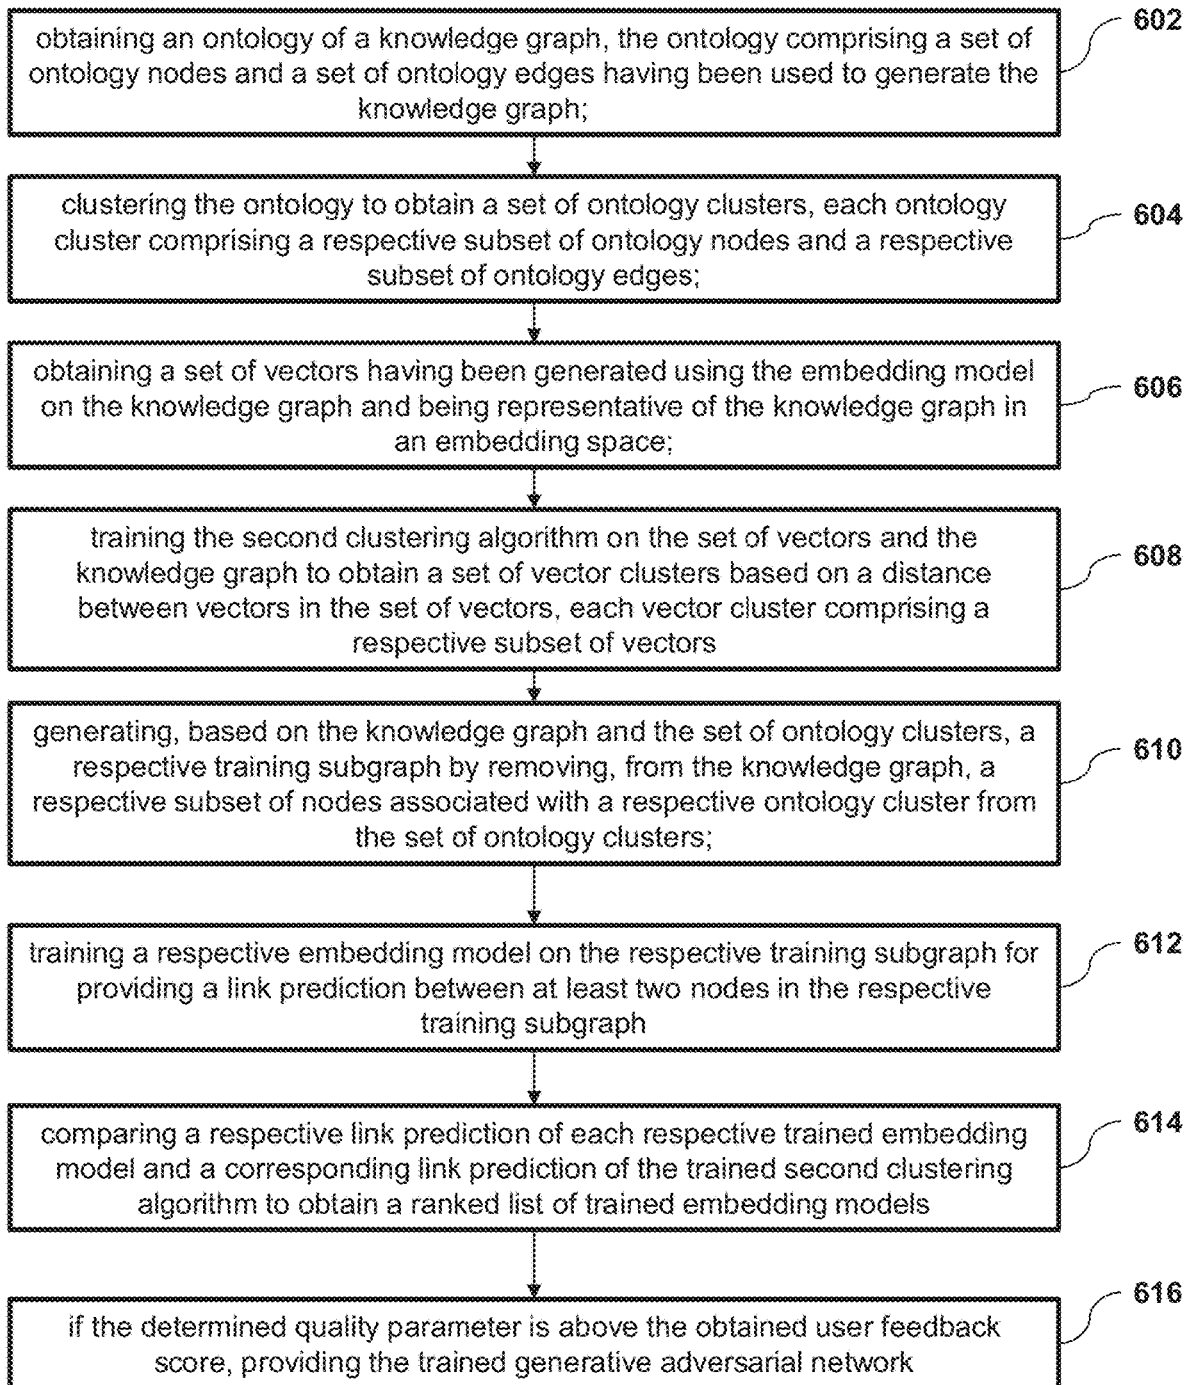 602
obtaining an ontology of a knowledge graph, the ontology comprising a set of
ontology nodes and a set of ontology edges having been used to generate the
knowledge graph;
604
clustering the ontology to obtain a set of ontology clusters, each ontology
cluster comprising a respective subset of ontology nodes and a respective
subset of ontology edges;
606
obtaining a set of vectors having been generated using the embedding model
on the knowledge graph and being representative of the knowledge graph in
an embedding space;
608
training the second clustering algorithm on the set of vectors and the
knowledge graph to obtain a set of vector clusters based on a distance
between vectors in the set of vectors, each vector cluster comprising a
respective subset of vectors
610
generating, based on the knowledge graph and the set of ontology clusters, a
respective training subgraph by removing, from the knowledge graph, a
respective subset of nodes associated with a respective ontology cluster from
the set of ontology clusters;
612
training a respective embedding model on the respective training subgraph for
providing a link prediction between at least two nodes in the respective
training subgraph
614
comparing a respective link prediction of each respective trained embedding
model and a corresponding link prediction of the trained second clustering
algorithm to obtain a ranked list of trained embedding models
616
if the determined quality parameter is above the obtained user feedback
score, providing the trained generative adversarial network